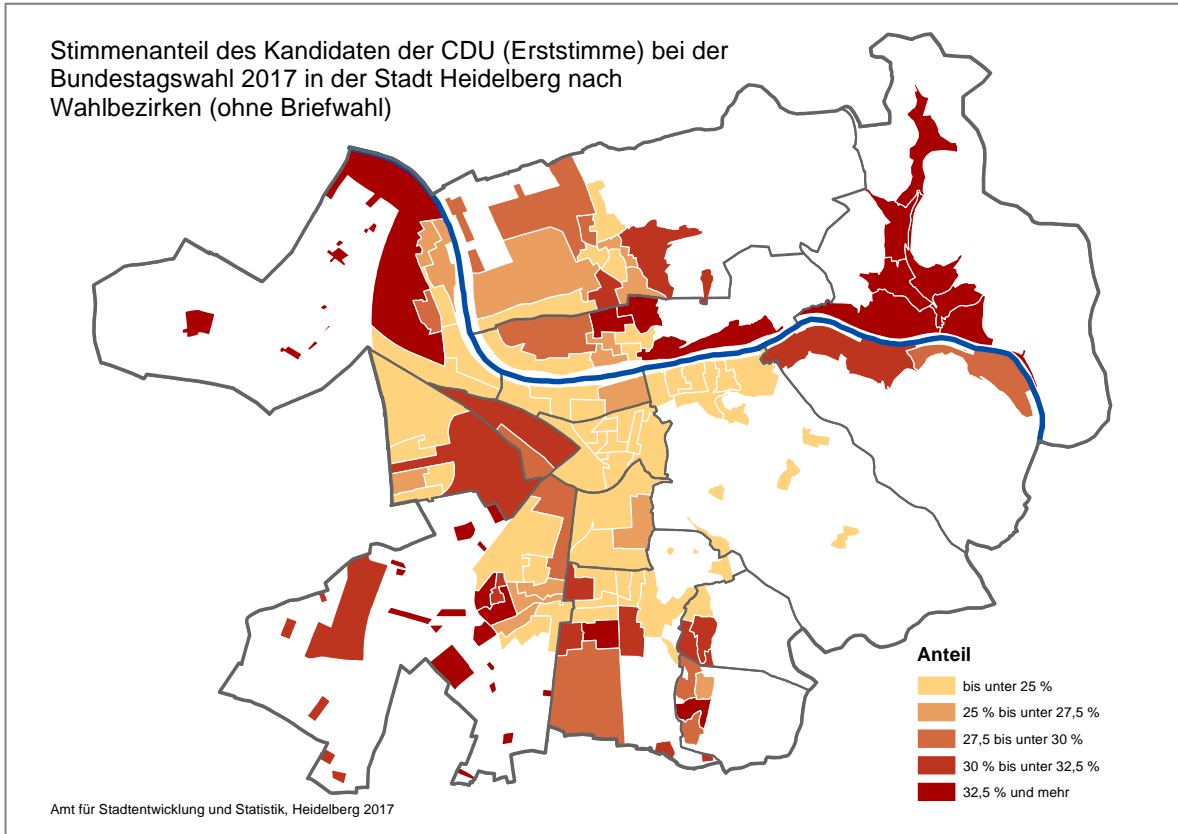 Stimmenanteil des Kandidaten der CDU (Erststimme) bei der
Bundestagswahl 2017 in der Stadt Heidelberg nach
Wahlbezirken (ohne Briefwahl)
Anteil
bis unter 25 %
25 % bis unter 27,5 %
27,5 bis unter 30 %
30 % bis unter 32,5 %
32,5 % und mehr
Amt für Stadtentwicklung und Statistik, Heidelberg 2017